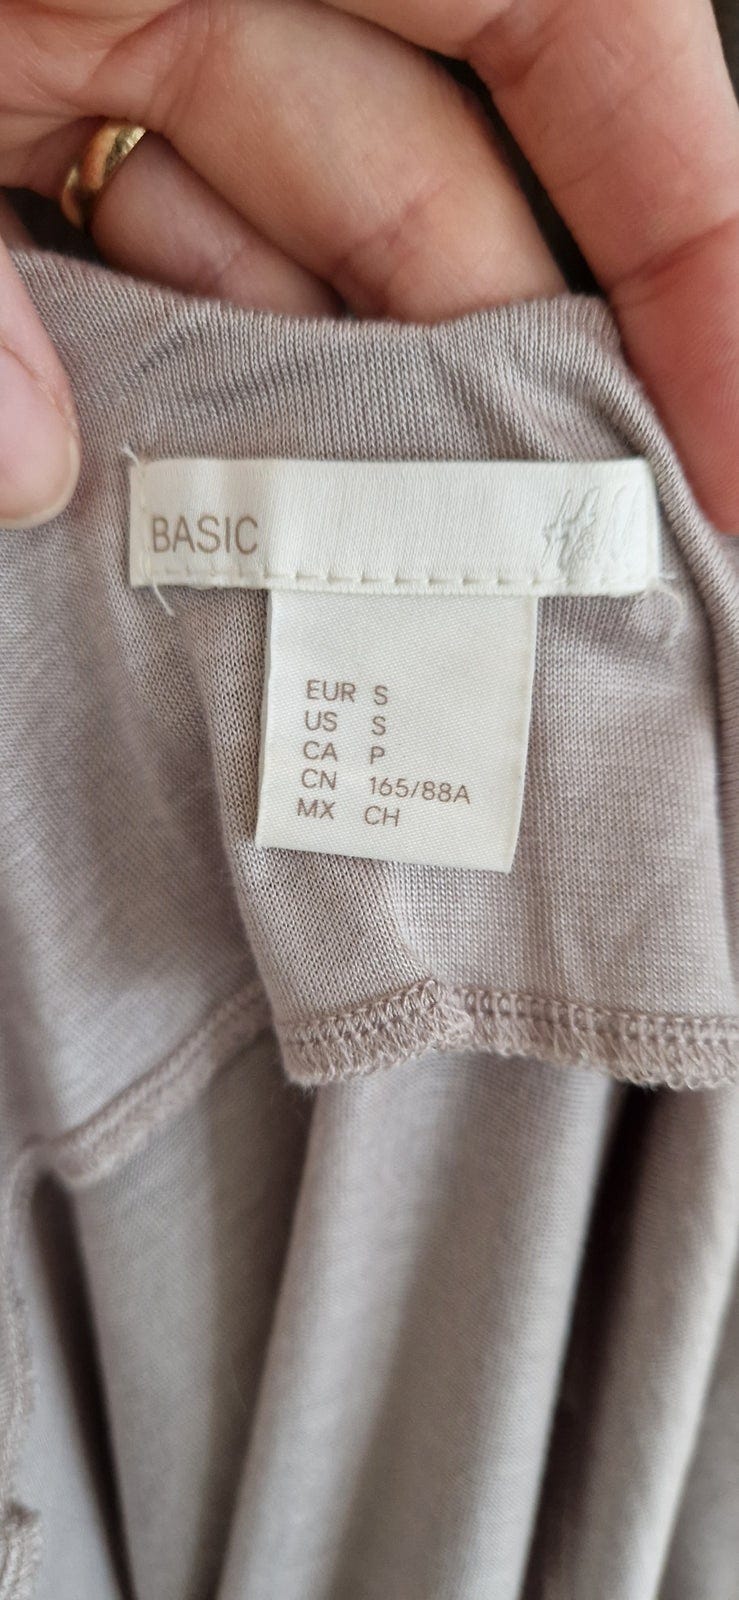 BASIC H&M
EUR S
US S
CA P
CN 165/88A
MX CH